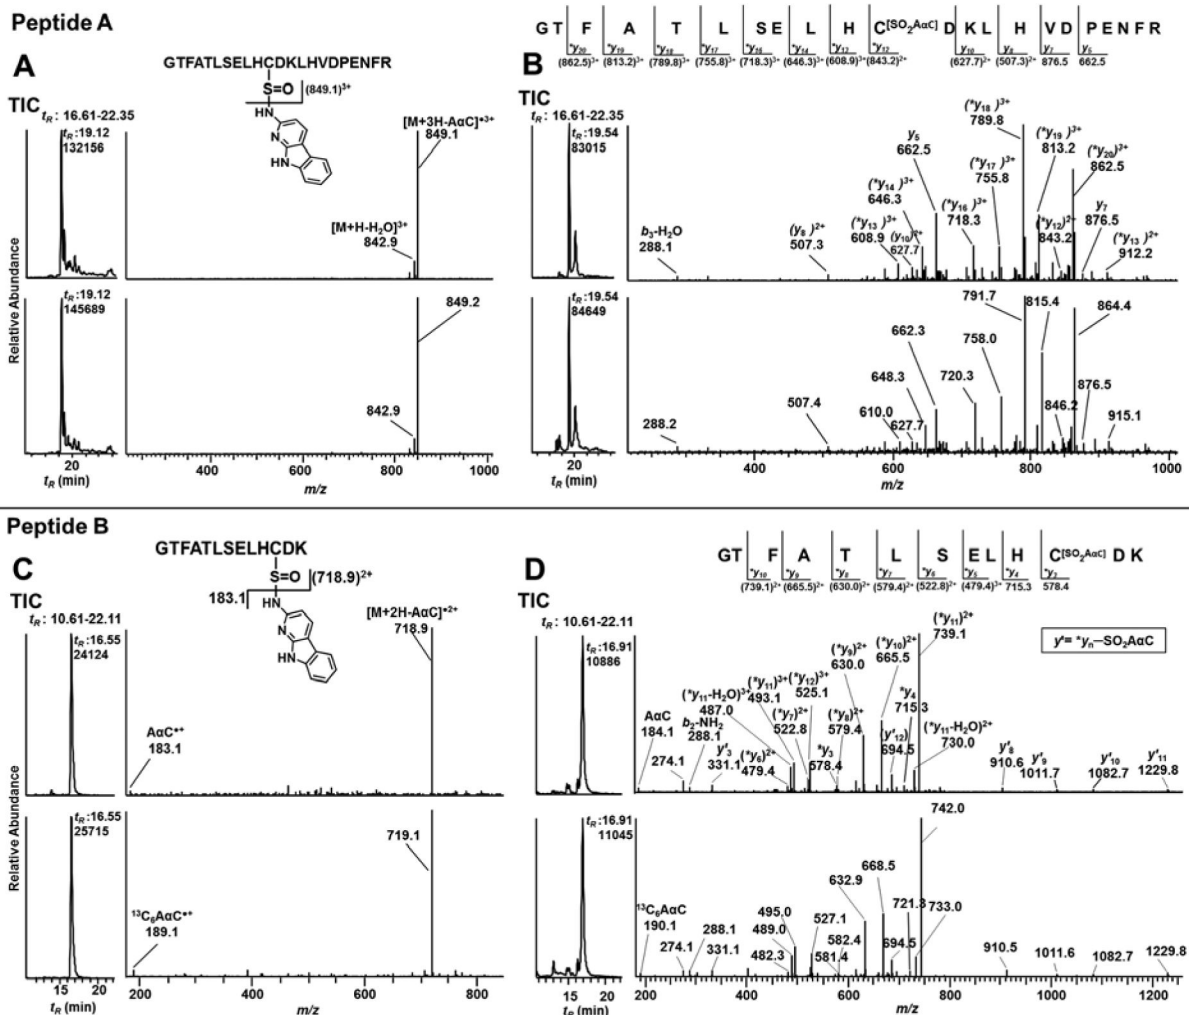 Peptide A
A
GTFATLSELHCDKLHVDPENFR
S=O
(849.1)³⁺
HN
N
HN
TIC
tR: 16.61-22.35
tR:19.12
132156
[M+3H-AαC]•³⁺
849.1
[M+H-H₂O]³⁺
842.9
Relative Abundance
tR:19.12
145689
849.2
842.9
20
tR (min)
400
600
800
1000
m/z
B
G T F A T L S E L H C[SO₂AαC] D K L H V D P E N F R
*y₂₀ *y₁₉ *y₁₈ *y₁₇ *y₁₆ *y₁₄ *y₁₃ *y₁₂ y₁₀ y₈ y₇ y₅
(862.5)³⁺ (813.2)³⁺ (789.8)³⁺ (755.8)³⁺ (718.3)³⁺ (646.3)³⁺ (608.9)³⁺ (843.2)²⁺ (627.7)²⁺ (507.3)²⁺ 876.5 662.5
TIC
tR: 16.61-22.35
tR:19.54
83015
b₃-H₂O
288.1
(y₈)²⁺
507.3
(*y₁₃)³⁺
608.9
(y₁₀)²⁺
627.7
(*y₁₄)³⁺
646.3
y₅
662.5
(*y₁₆)³⁺
718.3
(*y₁₇)³⁺
755.8
(*y₁₈)³⁺
789.8
(*y₁₉)³⁺
813.2
(*y₁₂)²⁺
843.2
(*y₂₀)³⁺
862.5
y₇
876.5
(*y₁₃)²⁺
912.2
tR:19.54
84649
288.2
507.4
610.0
627.7
648.3
662.3
720.3
758.0
791.7
815.4
846.2
864.4
876.5
915.1
20
tR (min)
400
600
800
1000
m/z
Peptide B
C
GTFATLSELHCDK
S=O
(718.9)²⁺
183.1
HN
N
HN
TIC
tR: 10.61-22.11
tR:16.55
24124
[M+2H-AαC]•²⁺
718.9
AαC•⁺
183.1
Relative Abundance
tR:16.55
25715
719.1
¹³C₆AαC•⁺
189.1
15 20
tR (min)
200
400
600
800
m/z
D
GT F A T L S E L H C[SO₂AαC] D K
*y₁₀ *y₉ *y₈ *y₇ *y₆ *y₅ *y₄ *y₃
(739.1)²⁺ (665.5)²⁺ (630.0)²⁺ (579.4)²⁺ (522.8)²⁺ (479.4)³⁺ 715.3 578.4
y'= *yₙ—SO₂AαC
TIC
tR: 10.61-22.11
tR:16.91
10886
AαC
184.1
274.1
b₂-NH₂
288.1
y'₃
331.1
(*y₆)²⁺
479.4
(*y₁₁-H₂O)³⁺
487.0
(*y₁₁)³⁺
493.1
(*y₇)²⁺
522.8
(*y₁₂)³⁺
525.1
*y₃
578.4
(*y₈)²⁺
579.4
(*y₉)²⁺
630.0
(*y₁₀)²⁺
665.5
(y'₁₂)
694.5
*y₄
715.3
(*y₁₁-H₂O)²⁺
730.0
(*y₁₁)²⁺
739.1
y'₈
910.6
y'₉
1011.7
y'₁₀
1082.7
y'₁₁
1229.8
tR:16.91
11045
¹³C₆AαC
190.1
274.1
288.1
331.1
482.3
489.0
495.0
527.1
581.4
582.4
632.9
668.5
694.5
721.3
733.0
742.0
910.5
1011.6
1082.7
1229.8
15 20
tR (min)
200
400
600
800
1000
1200
m/z